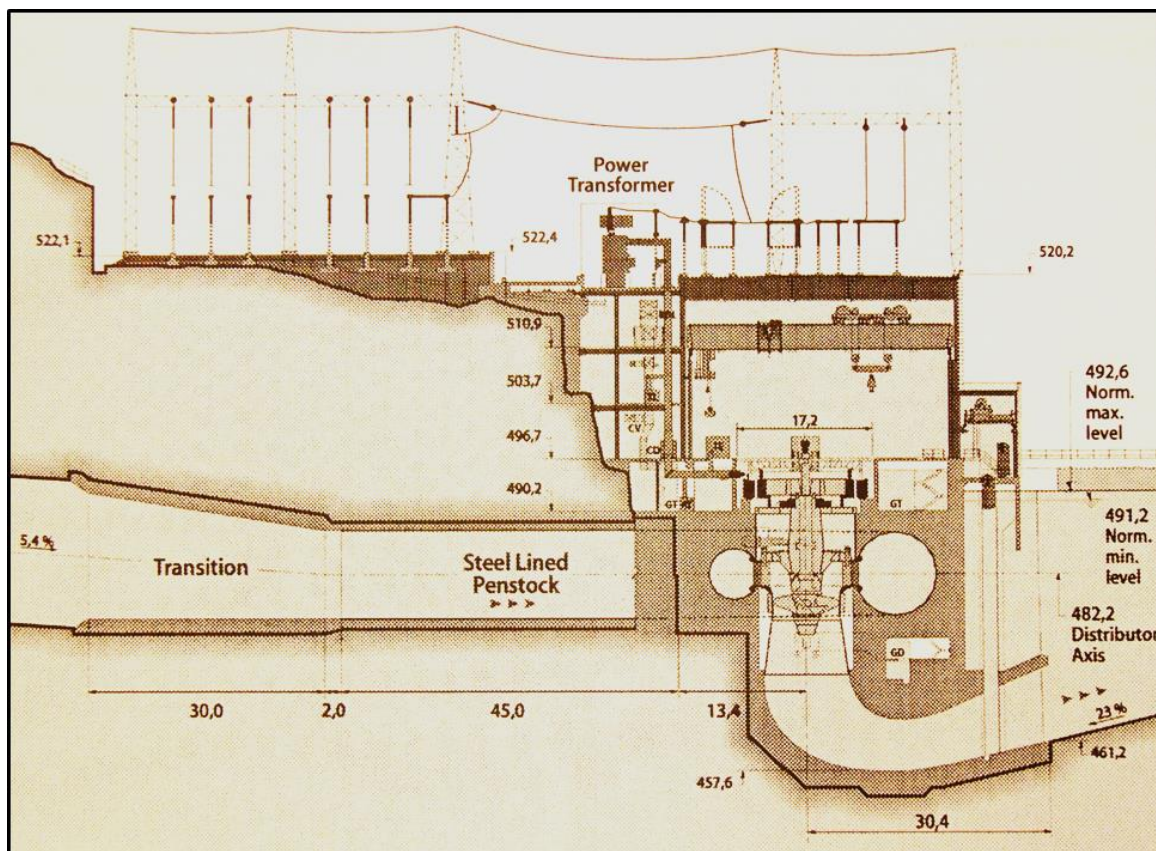 Power
Transformer
522,1
522,4
520,2
510,9
503,7
496,7
490,2
17,2
CV
CD
GT
GT
492,6
Norm.
max.
level
491,2
Norm.
min.
level
5,4 %
Transition
Steel Lined
Penstock
482,2
Distributor
Axis
GD
30,0
2,0
45,0
13,4
23 %
461,2
457,6
30,4